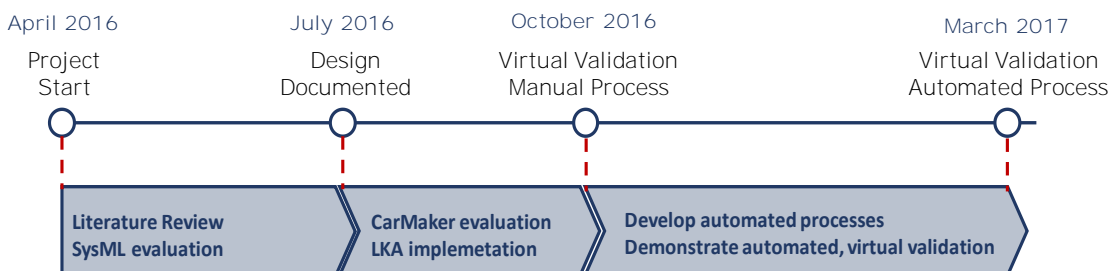 April 2016
Project
Start
July 2016
Design
Documented
October 2016
Virtual Validation
Manual Process
March 2017
Virtual Validation
Automated Process
Literature Review
SysML evaluation
CarMaker evaluation
LKA implemetation
Develop automated processes
Demonstrate automated, virtual validation